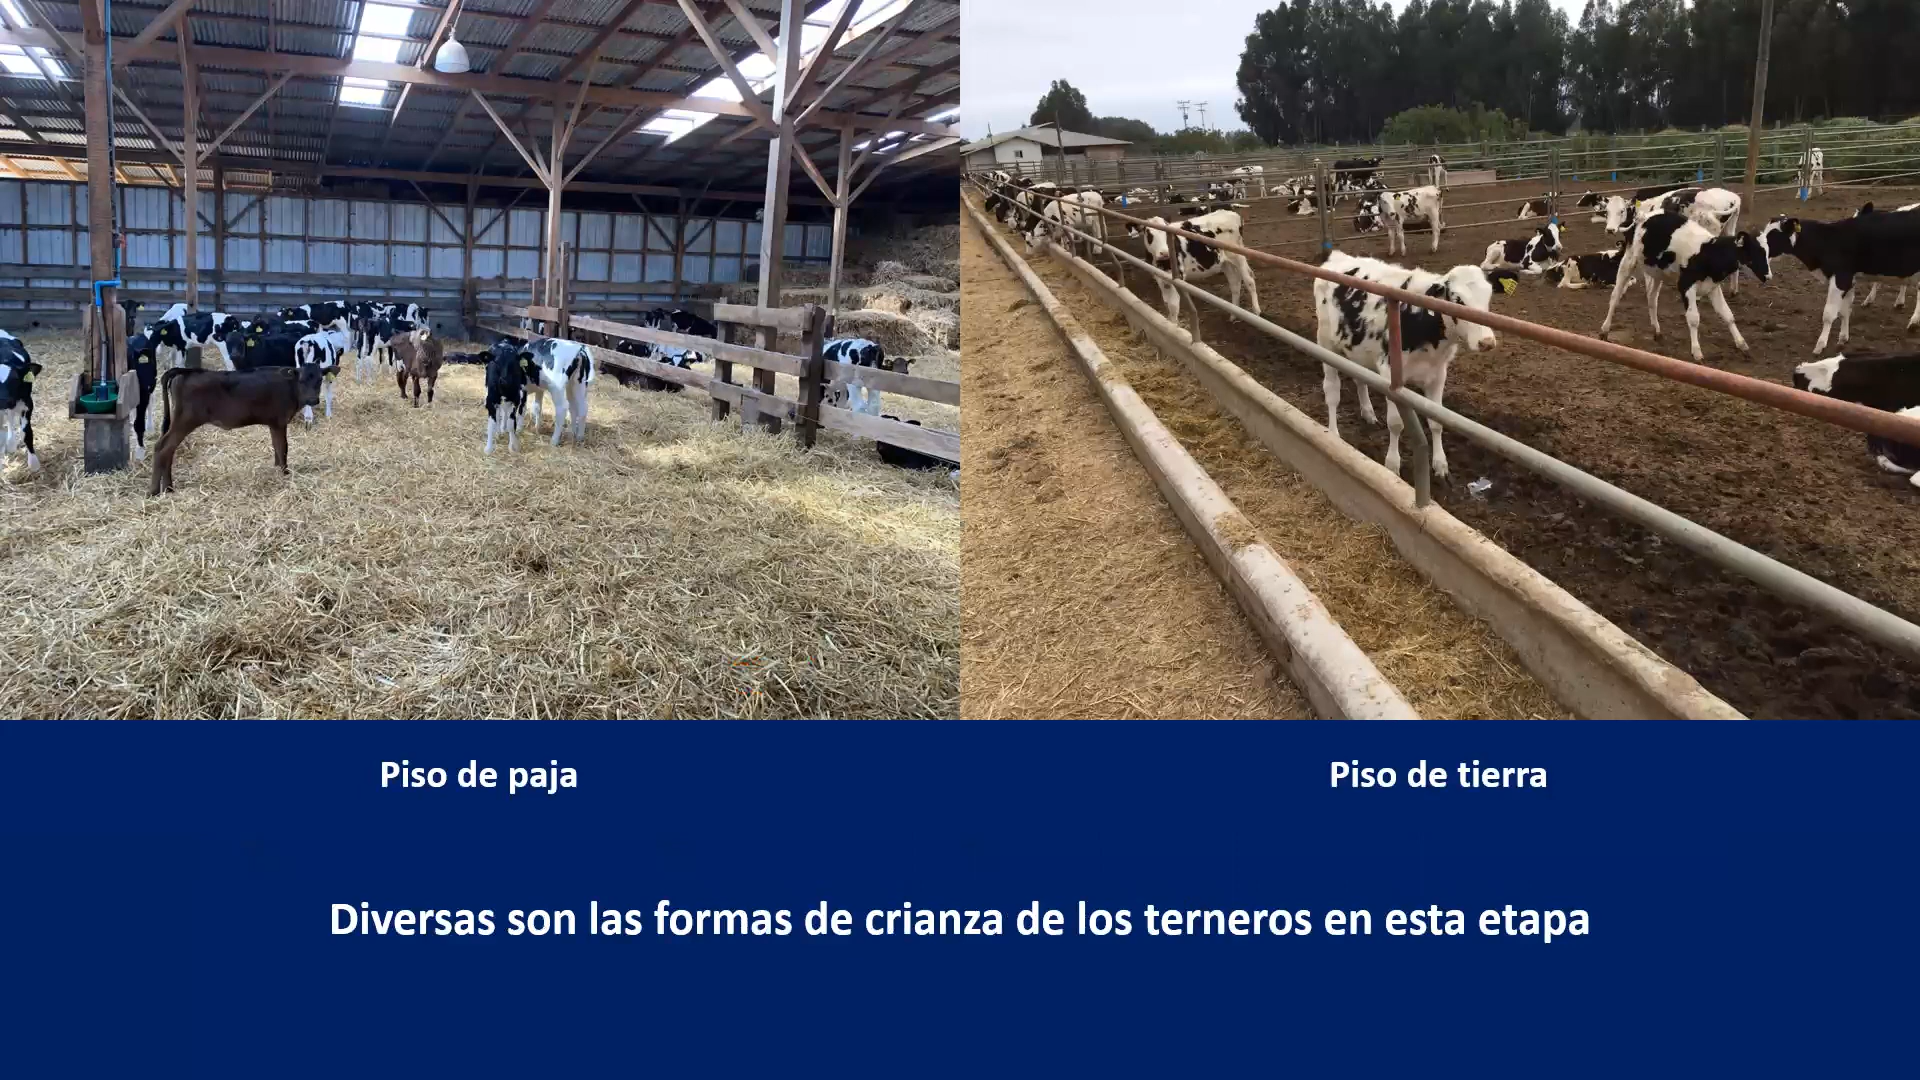 Piso de paja
Piso de tierra
Diversas son las formas de crianza de los terneros en esta etapa